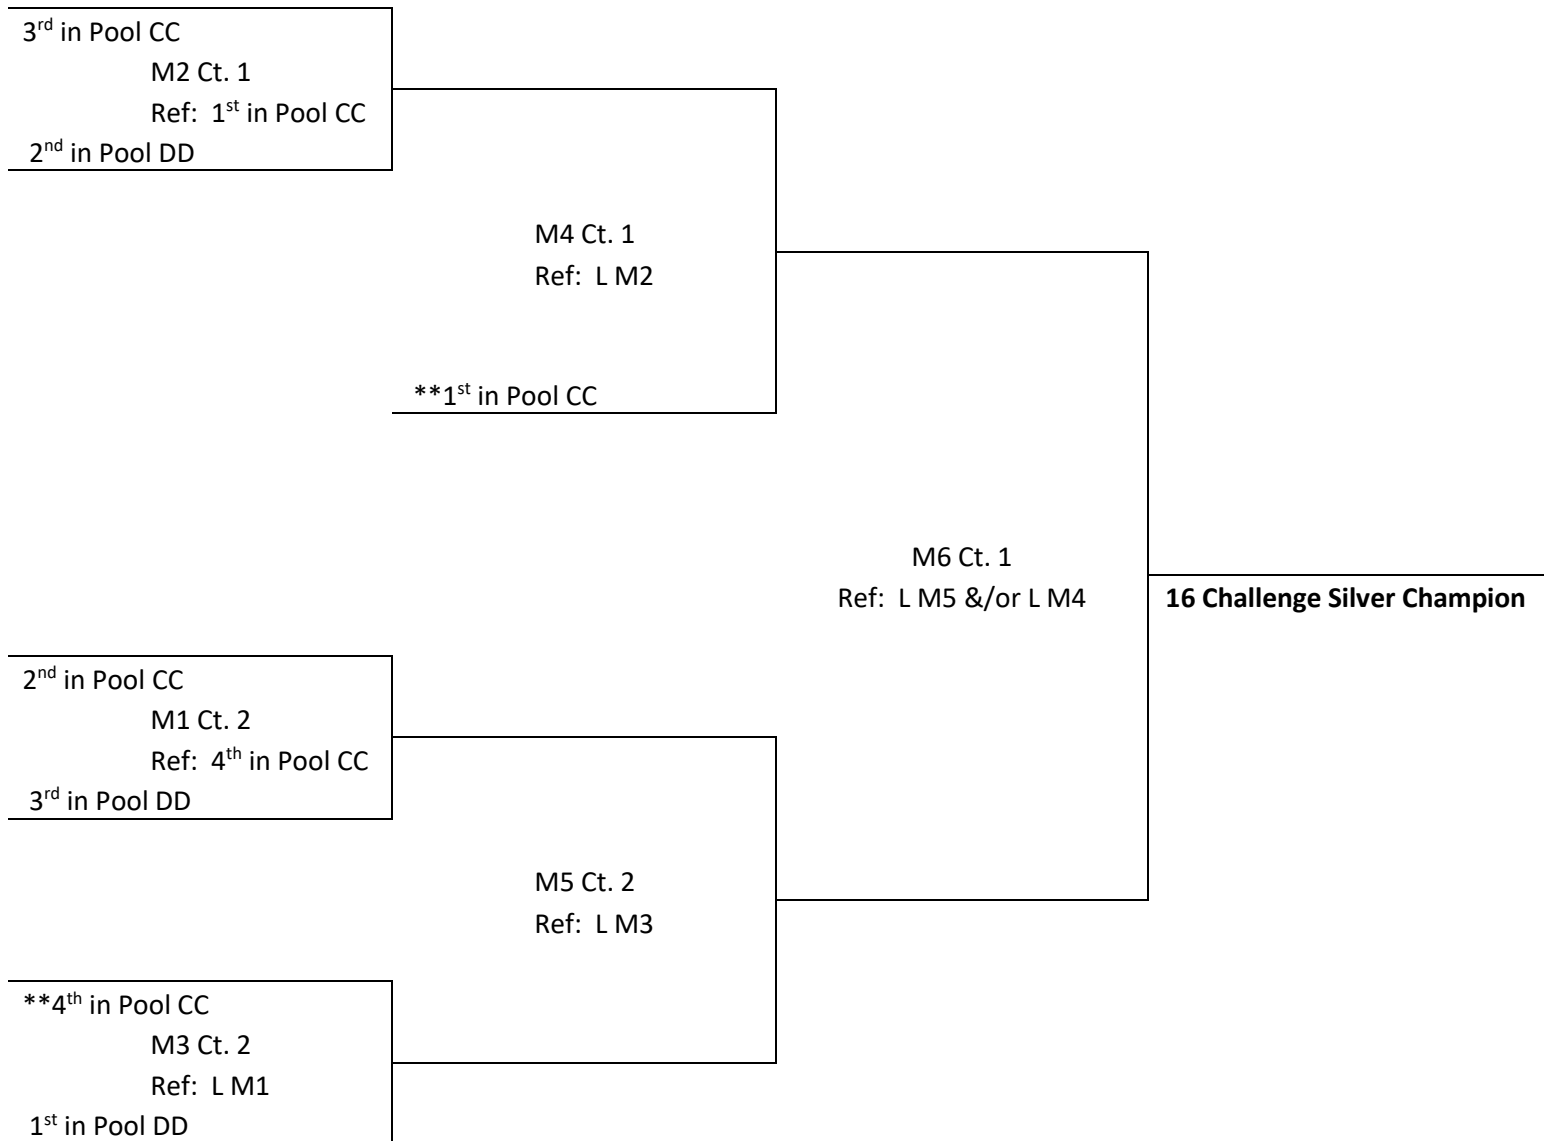 3rd in Pool CC
M2 Ct. 1
Ref: 1st in Pool CC
2nd in Pool DD
M4 Ct. 1
Ref: L M2
**1st in Pool CC
M6 Ct. 1
Ref: L M5 &/or L M4
16 Challenge Silver Champion
2nd in Pool CC
M1 Ct. 2
Ref: 4th in Pool CC
3rd in Pool DD
M5 Ct. 2
Ref: L M3
**4th in Pool CC
M3 Ct. 2
Ref: L M1
1st in Pool DD